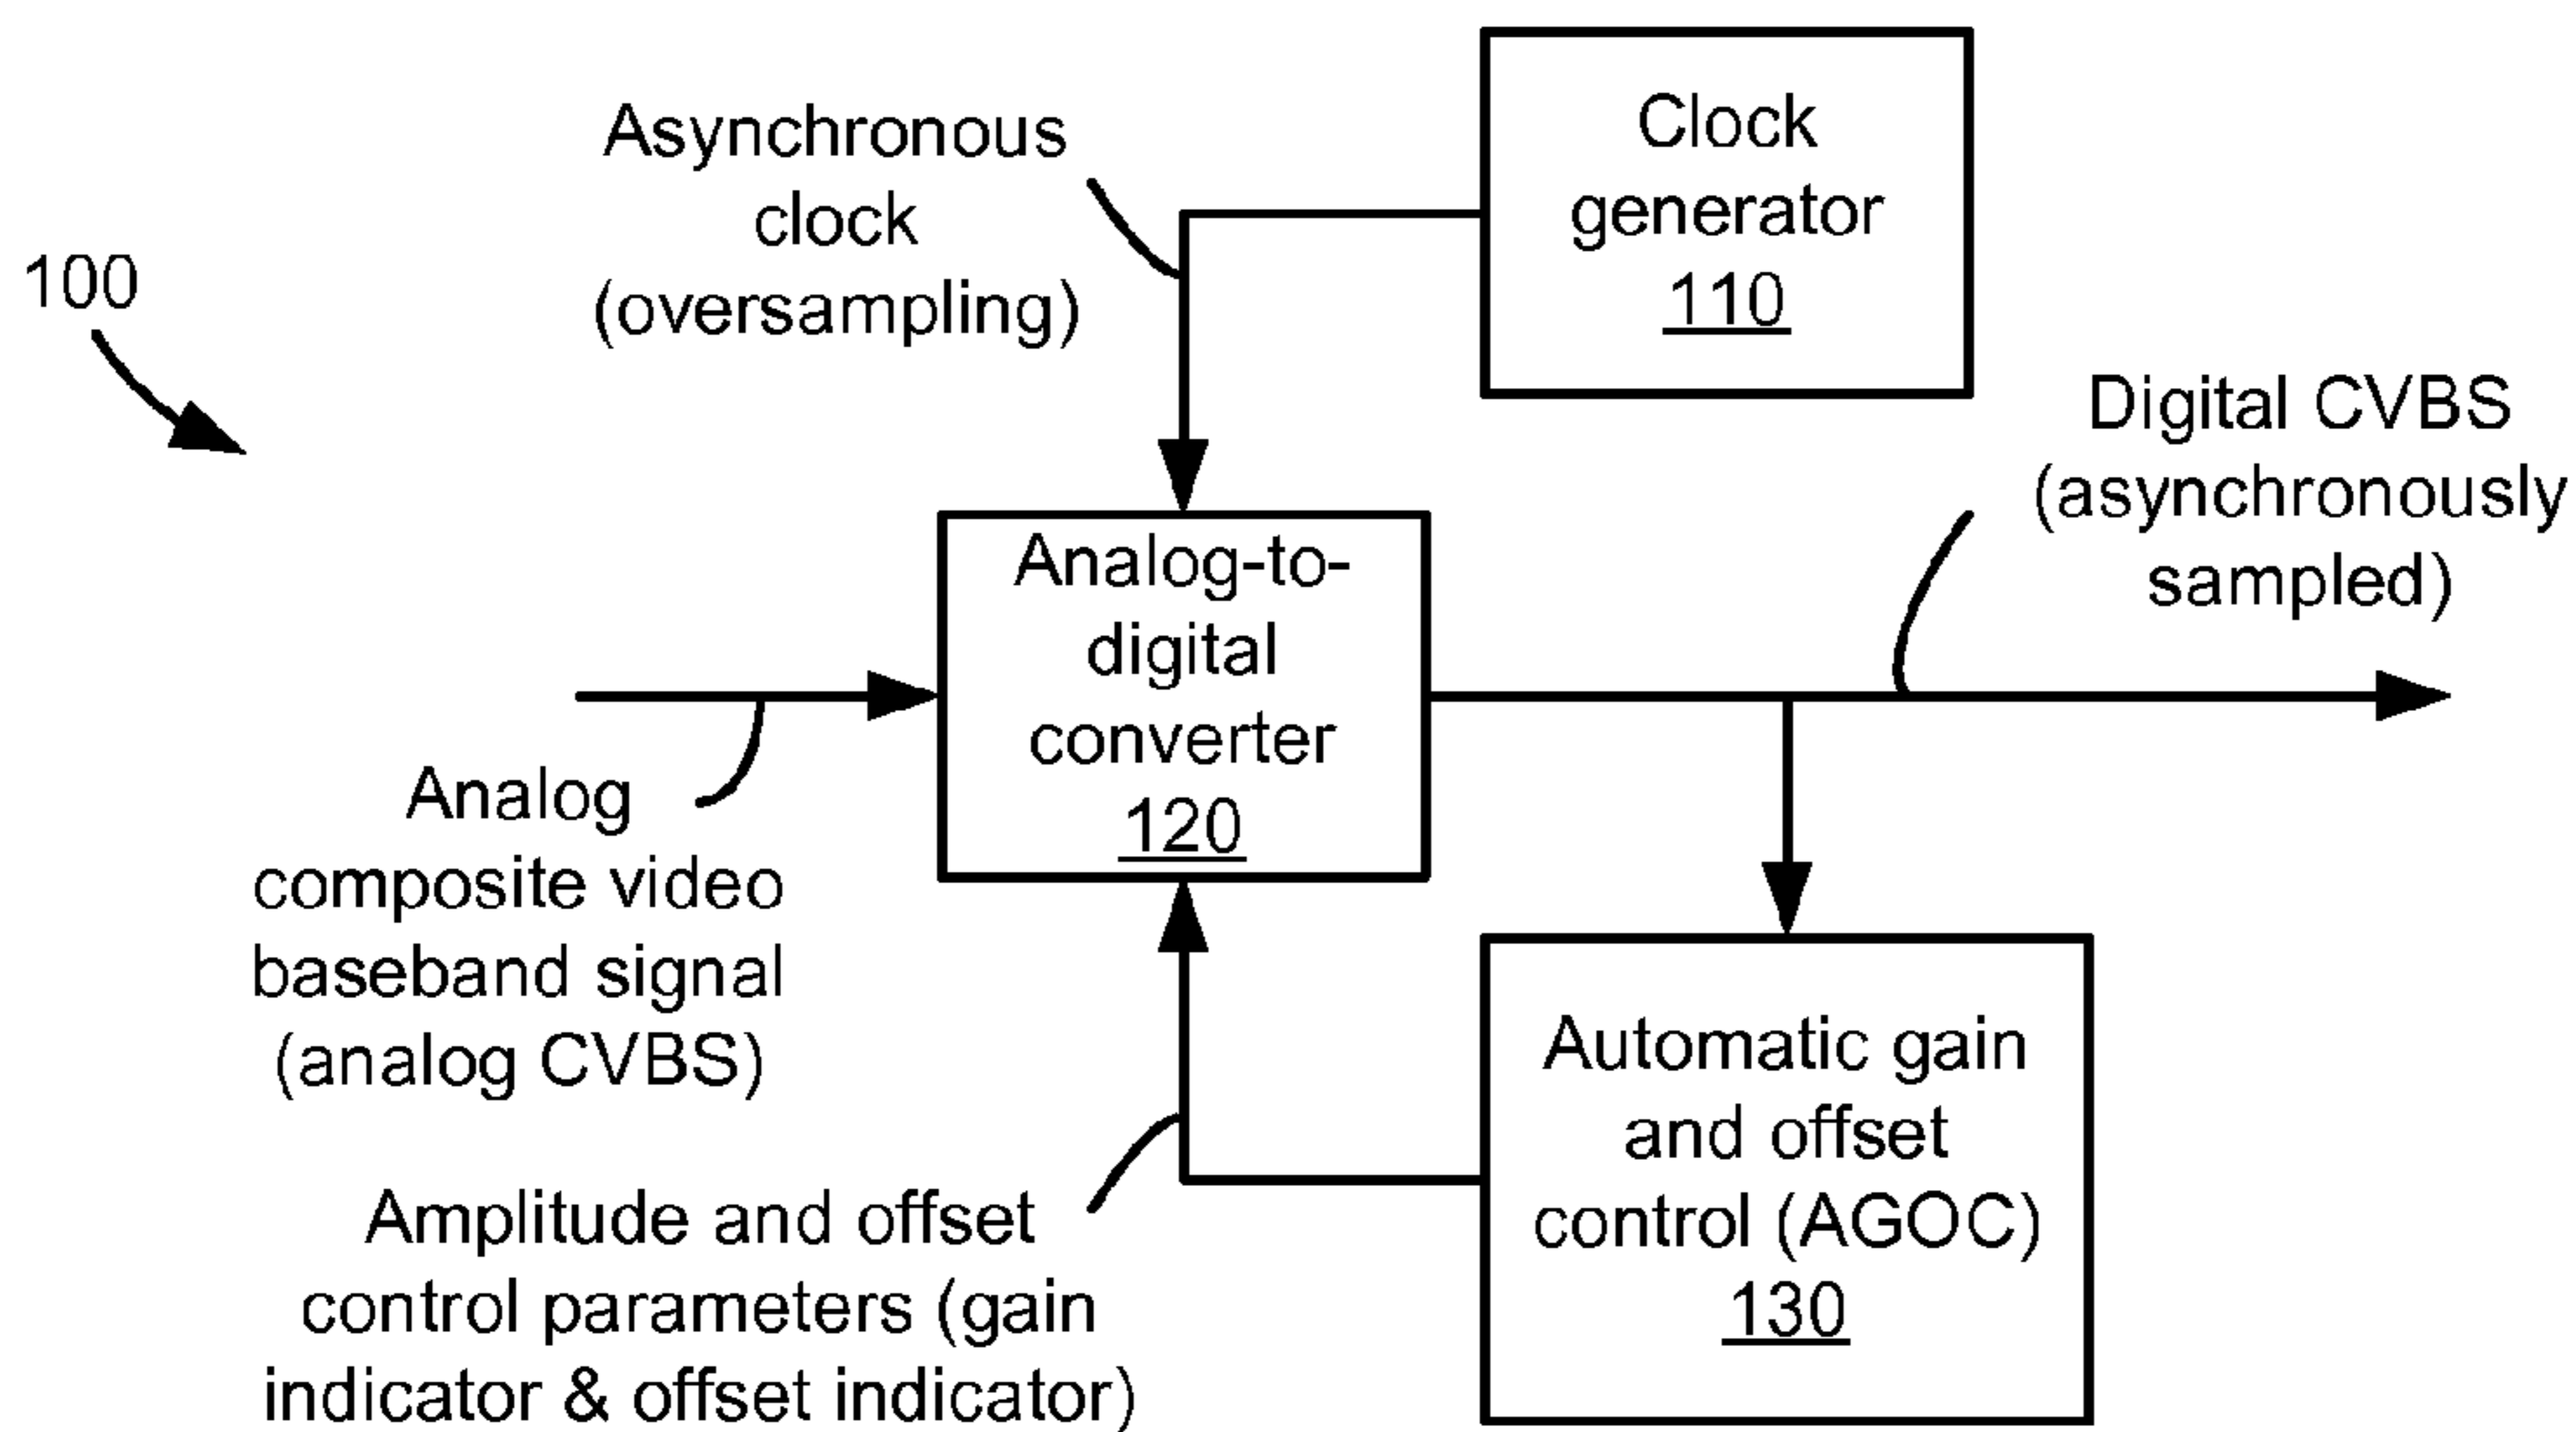 100
Asynchronous
clock
(oversampling)
Clock
generator
110
Digital CVBS
(asynchronously
sampled)
Analog-to-
digital
converter
120
Analog
composite video
baseband signal
(analog CVBS)
Automatic gain
and offset
control (AGOC)
130
Amplitude and offset
control parameters (gain
indicator & offset indicator)